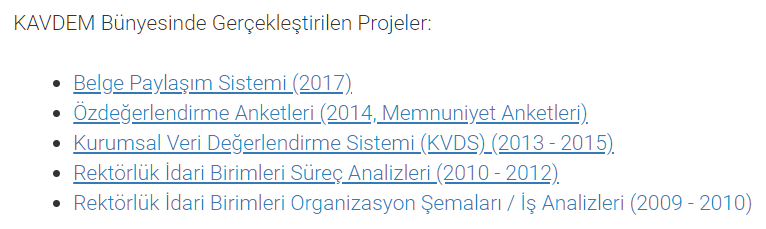 KAVDEM Bünyesinde Gerçekleştirilen Projeler:
• Belge Paylaşım Sistemi (2017)
• Özdeğerlendirme Anketleri (2014, Memnuniyet Anketleri)
• Kurumsal Veri Değerlendirme Sistemi (KVDS) (2013 - 2015)
• Rektörlük İdari Birimleri Süreç Analizleri (2010 - 2012)
• Rektörlük İdari Birimleri Organizasyon Şemaları / İş Analizleri (2009 - 2010)